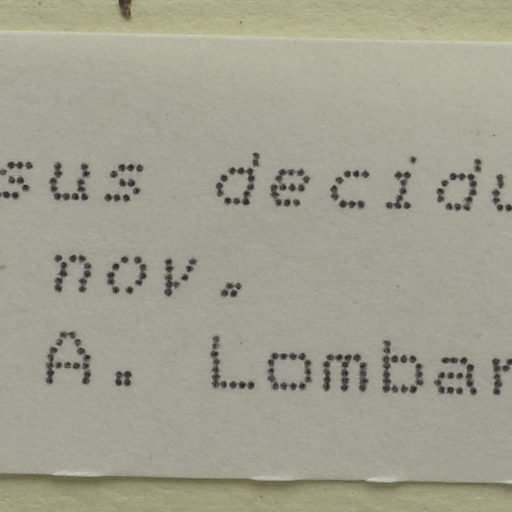 sus decidu
nov.
A. Lombar